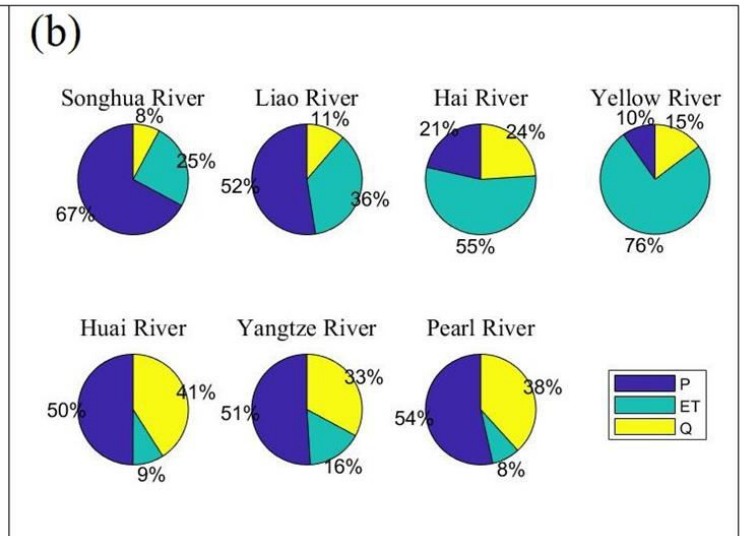 (b)
Songhua River
8%
25%
67%
Liao River
11%
52%
36%
Hai River
21%
24%
55%
Yellow River
10%
15%
76%
Huai River
41%
50%
9%
Yangtze River
33%
51%
16%
Pearl River
38%
54%
8%
P
ET
Q